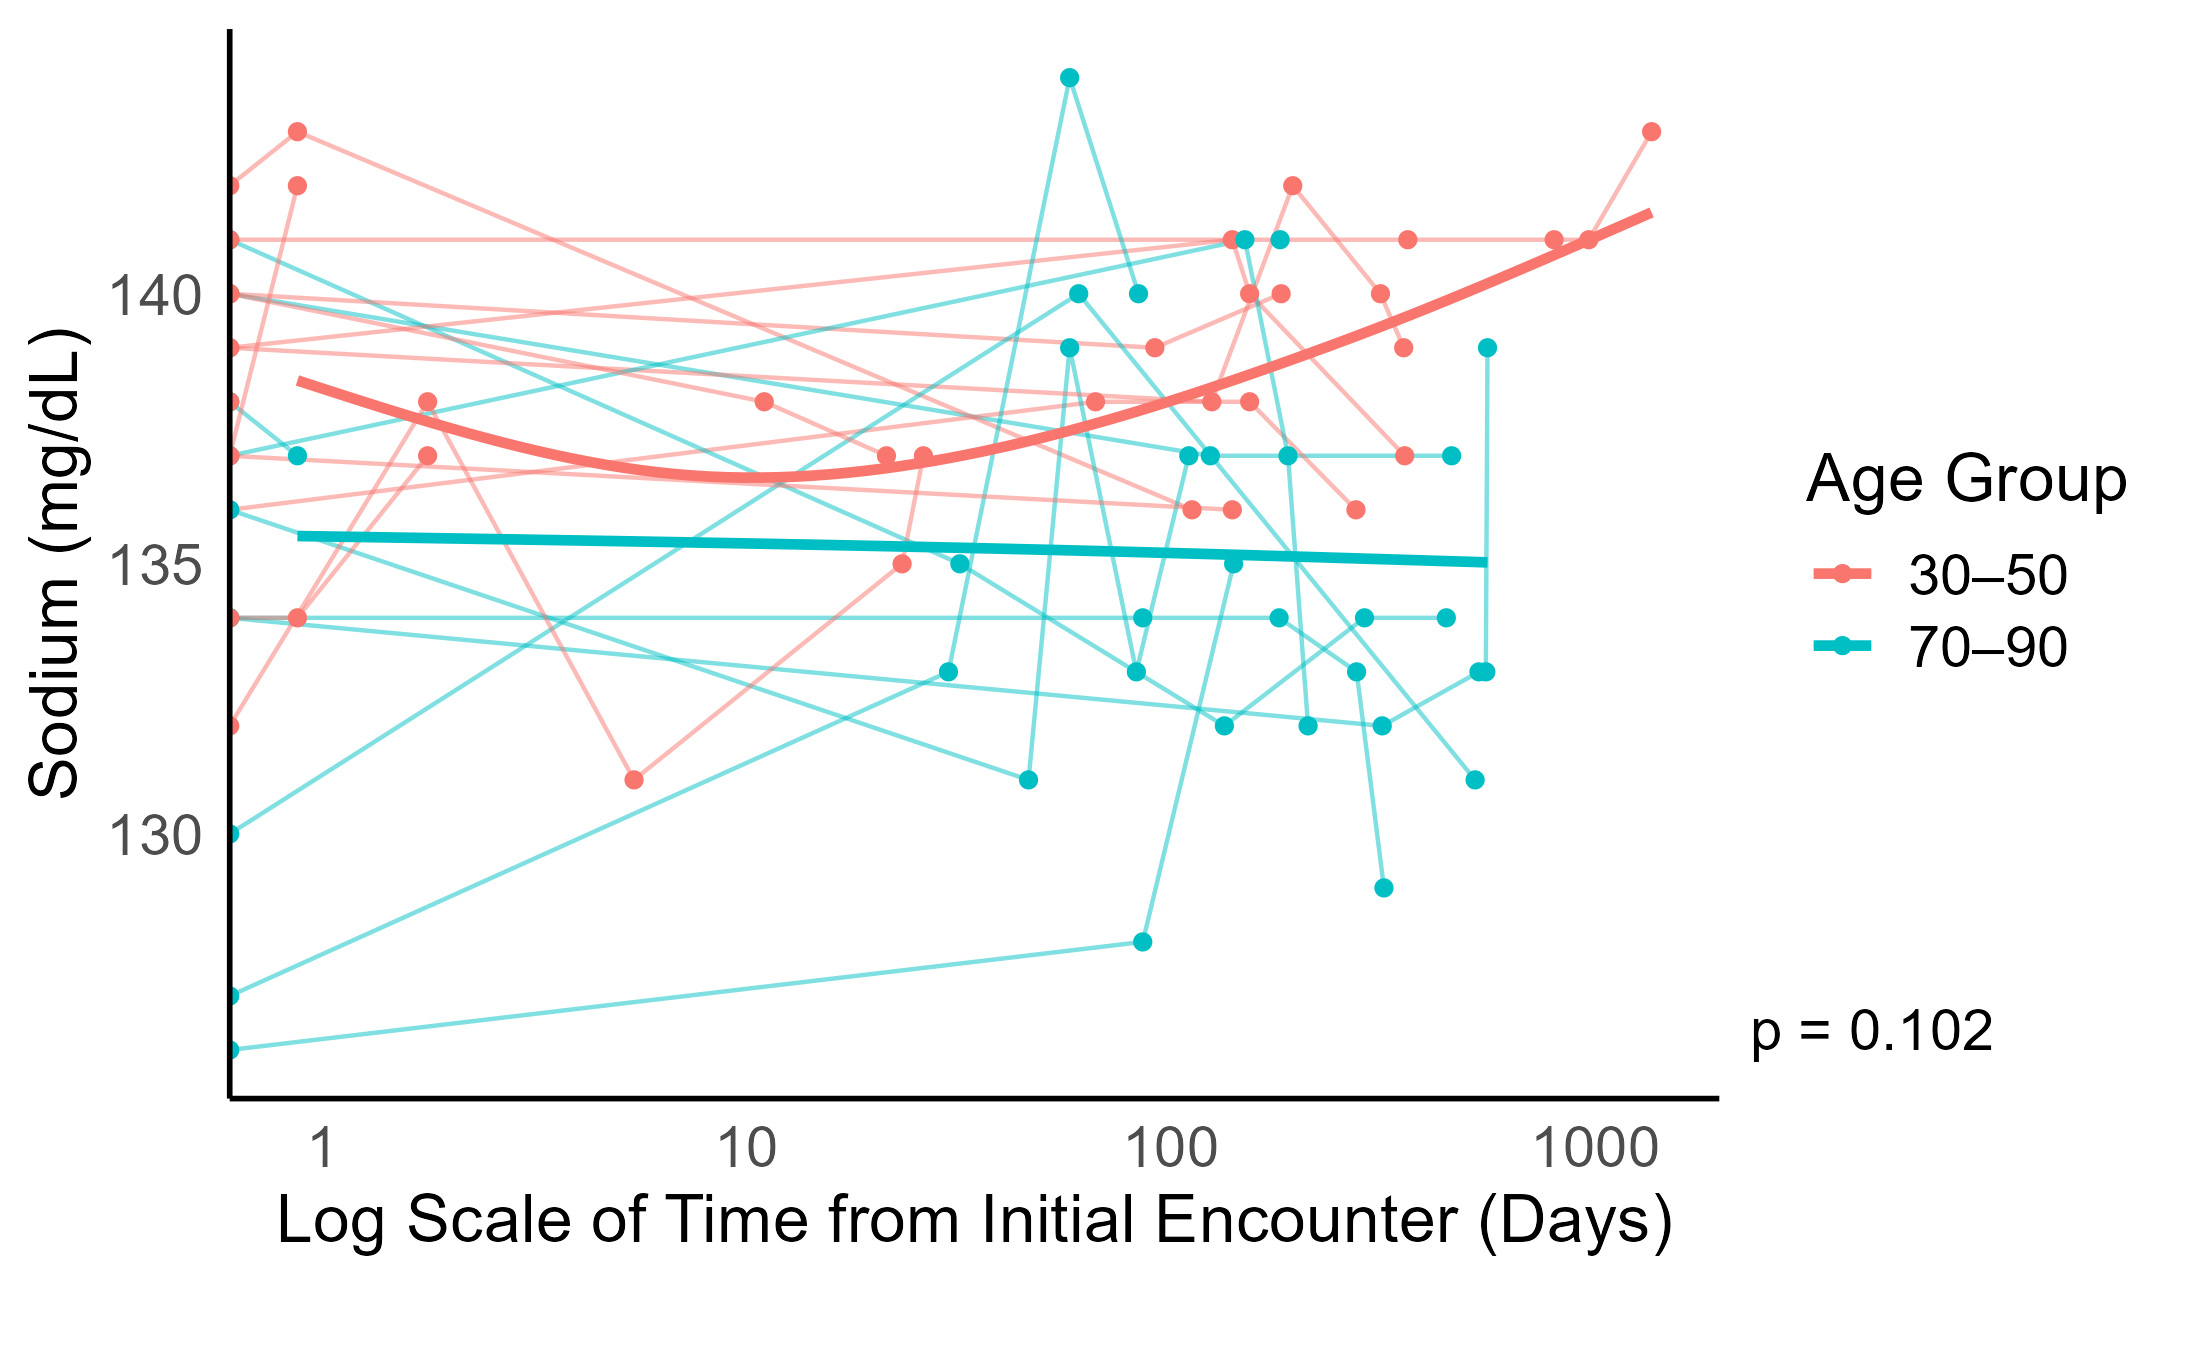 Sodium (mg/dL)
140
135
130
1 10 100 1000
Log Scale of Time from Initial Encounter (Days)
Age Group
30–50
70–90
p = 0.102